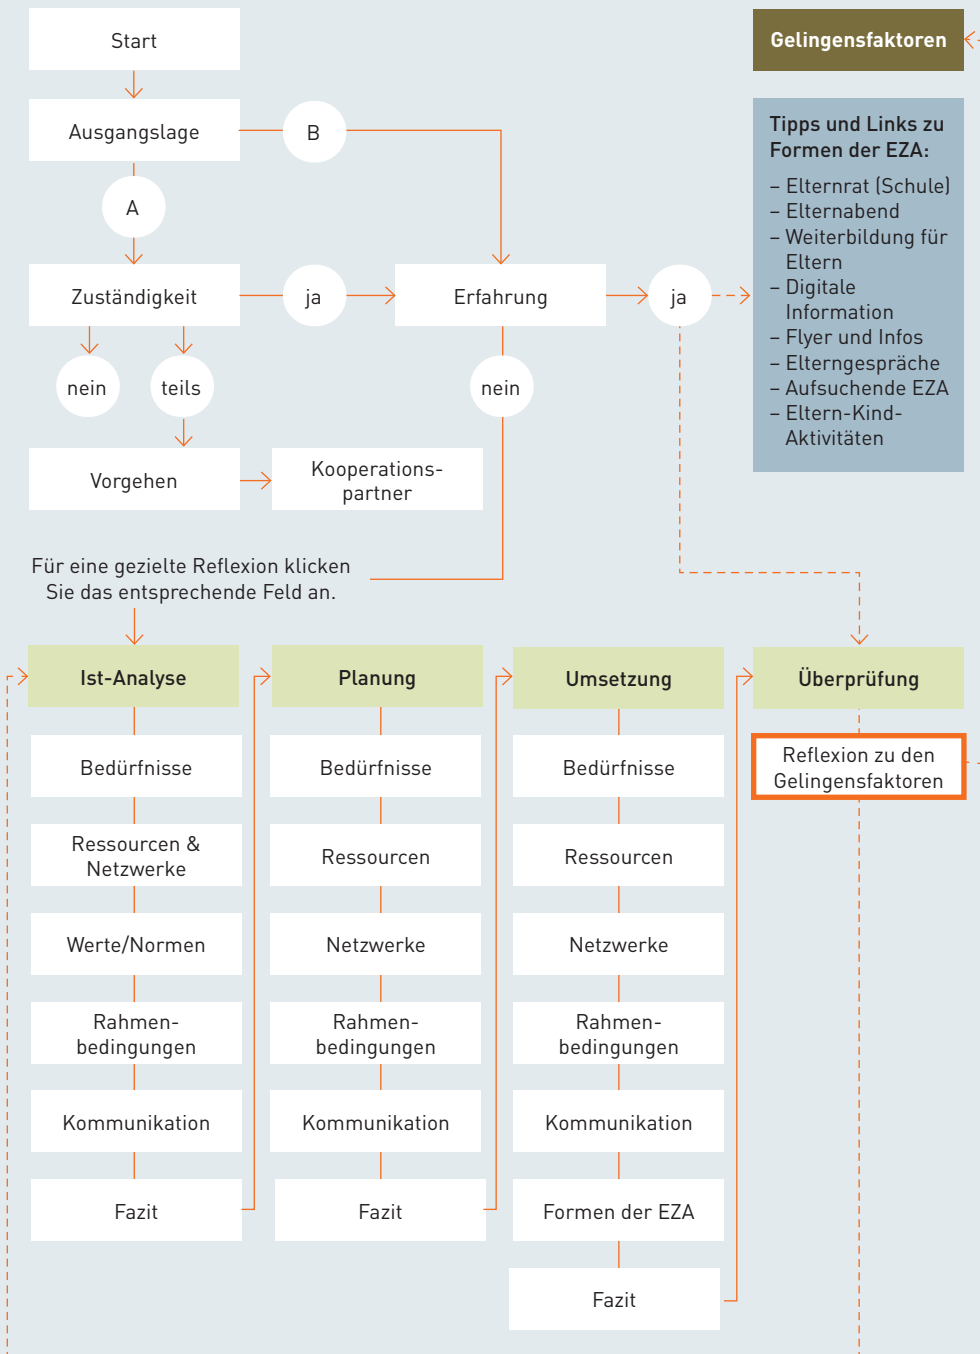 Start
Gelingensfaktoren
Ausgangslage
B
A
Tipps und Links zu
Formen der EZA:
– Elternrat (Schule)
– Elternabend
– Weiterbildung für
Eltern
– Digitale
Information
– Flyer und Infos
– Elterngespräche
– Aufsuchende EZA
– Eltern-Kind-
Aktivitäten
Zuständigkeit
ja
Erfahrung
ja
nein
teils
nein
Vorgehen
Kooperations-
partner
Für eine gezielte Reflexion klicken
Sie das entsprechende Feld an.
Ist-Analyse
Bedürfnisse
Ressourcen &
Netzwerke
Werte/Normen
Rahmen-
bedingungen
Kommunikation
Fazit
Planung
Bedürfnisse
Ressourcen
Netzwerke
Rahmen-
bedingungen
Kommunikation
Fazit
Umsetzung
Bedürfnisse
Ressourcen
Netzwerke
Rahmen-
bedingungen
Kommunikation
Formen der EZA
Fazit
Überprüfung
Reflexion zu den
Gelingensfaktoren